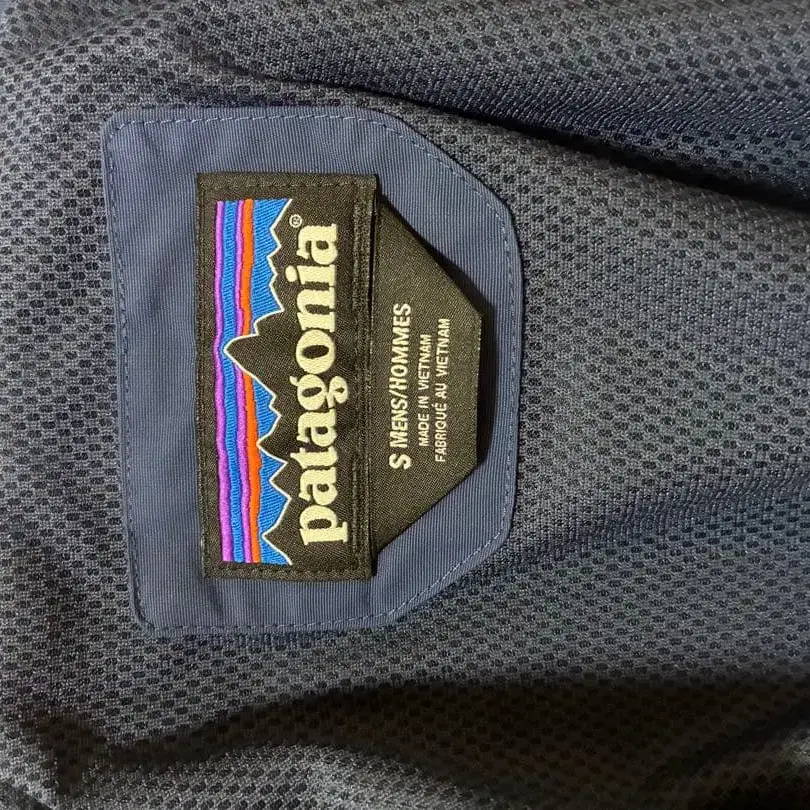 patagonia®
S MENS/HOMMES
MADE IN VIETNAM
FABRIQUÉ AU VIETNAM